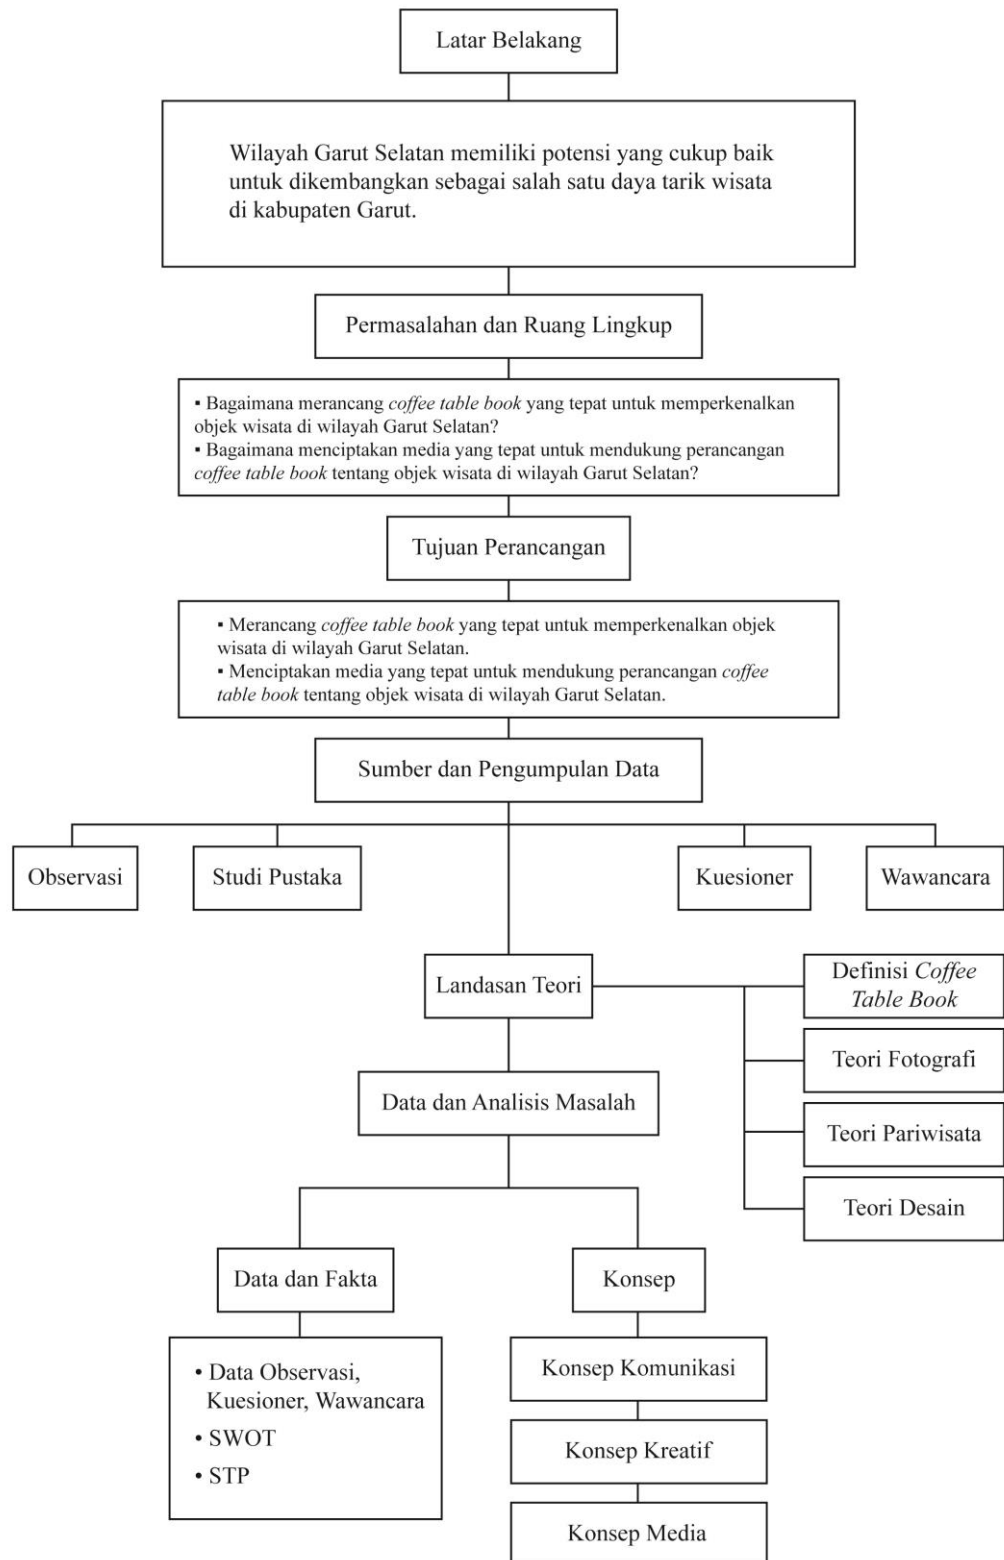 Latar Belakang
Wilayah Garut Selatan memiliki potensi yang cukup baik
untuk dikembangkan sebagai salah satu daya tarik wisata
di kabupaten Garut.
Permasalahan dan Ruang Lingkup
▪ Bagaimana merancang coffee table book yang tepat untuk memperkenalkan
objek wisata di wilayah Garut Selatan?
▪ Bagaimana menciptakan media yang tepat untuk mendukung perancangan
coffee table book tentang objek wisata di wilayah Garut Selatan?
Tujuan Perancangan
▪ Merancang coffee table book yang tepat untuk memperkenalkan objek
wisata di wilayah Garut Selatan.
▪ Menciptakan media yang tepat untuk mendukung perancangan coffee
table book tentang objek wisata di wilayah Garut Selatan.
Sumber dan Pengumpulan Data
Observasi
Studi Pustaka
Kuesioner
Wawancara
Landasan Teori
Definisi Coffee
Table Book
Teori Fotografi
Teori Pariwisata
Teori Desain
Data dan Analisis Masalah
Data dan Fakta
• Data Observasi,
Kuesioner, Wawancara
• SWOT
• STP
Konsep
Konsep Komunikasi
Konsep Kreatif
Konsep Media